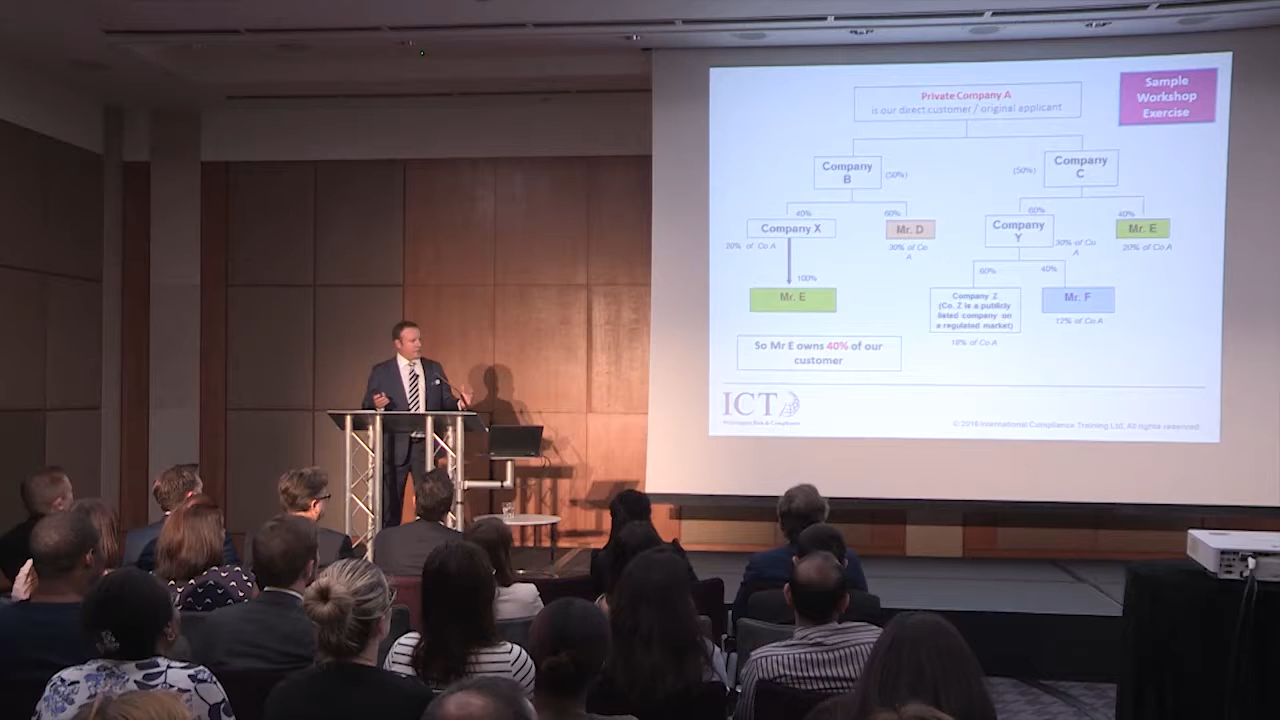 Private Company A
is our direct customer / original applicant
Sample
Workshop
Exercise
Company
B
(50%)
(50%)
Company
C
40%
60%
60%
40%
Company X
Mr. D
Company
Y
Mr. E
20% of Co A
30% of Co
A
30% of Co
A
20% of Co A
100%
60%
40%
Mr. E
Company Z
(Co. Z is a publicly
listed company on
a regulated market)
Mr. F
12% of Co A
18% of Co A
So Mr E owns 40% of our
customer
ICT
© 2016 International Compliance Training Ltd. All rights reserved